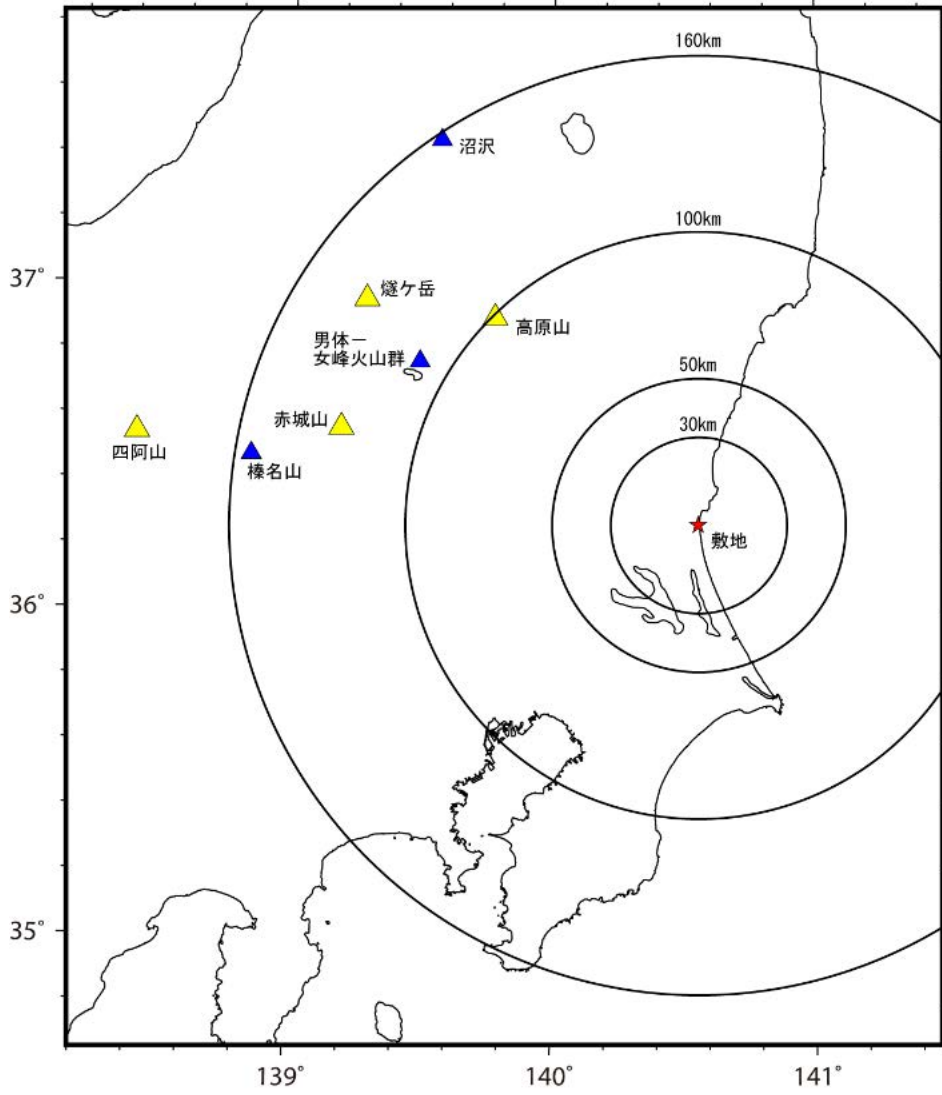 160km
沼沢
100km
37°
燧ケ岳
高原山
男体－
女峰火山群
50km
赤城山
30km
四阿山
榛名山
敷地
36°
35°
139°
140°
141°